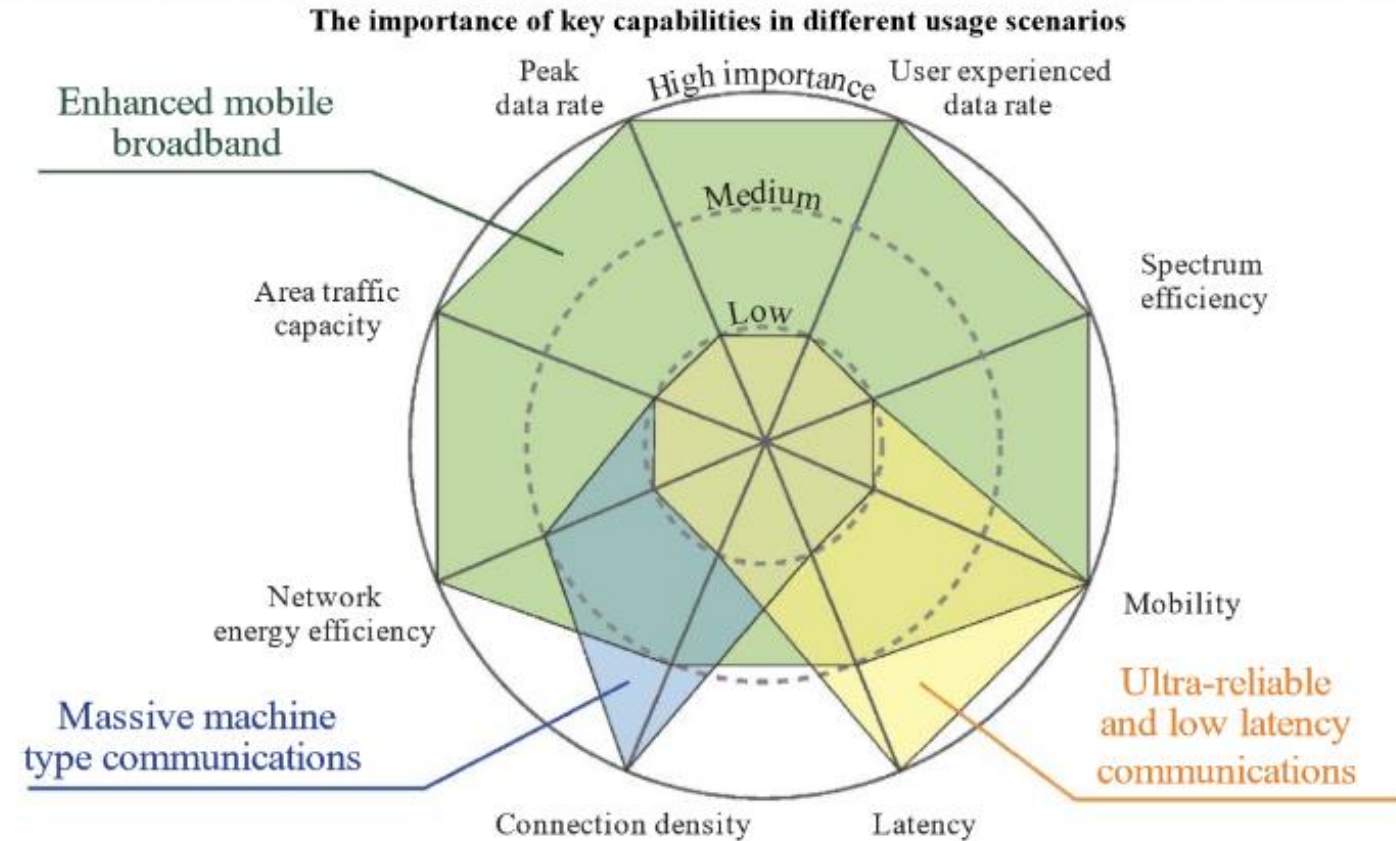 The importance of key capabilities in different usage scenarios
Peak
data rate
High importance
User experienced
data rate
Enhanced mobile
broadband
Medium
Area traffic
capacity
Spectrum
efficiency
Low
Network
energy efficiency
Mobility
Massive machine
type communications
Ultra-reliable
and low latency
communications
Connection density
Latency